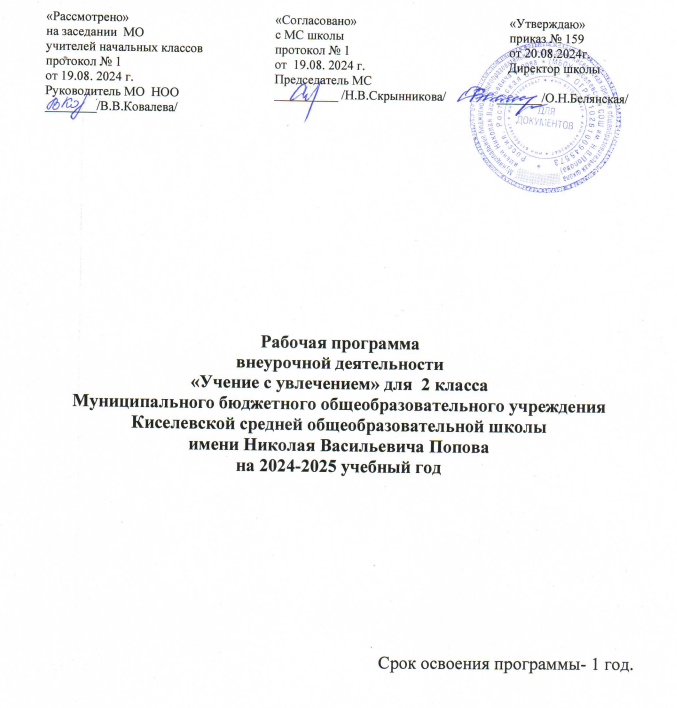 «Рассмотрено»
на заседании МО
учителей начальных классов
протокол № 1
от 19.08. 2024 г.
Руководитель МО НОО
/В.В.Ковалева/
«Согласовано»
с МС школы
протокол № 1
от 19.08. 2024 г.
Председатель МС
/Н.В.Скрынникова/
«Утверждаю»
приказ № 159
от 20.08.2024г.
Директор школы
/О.Н.Белянская/
ДЛЯ
ДОКУМЕНТОВ
Рабочая программа
внеурочной деятельности
«Учение с увлечением» для 2 класса
Муниципального бюджетного общеобразовательного учреждения
Киселевской средней общеобразовательной школы
имени Николая Васильевича Попова
на 2024-2025 учебный год
Срок освоения программы- 1 год.